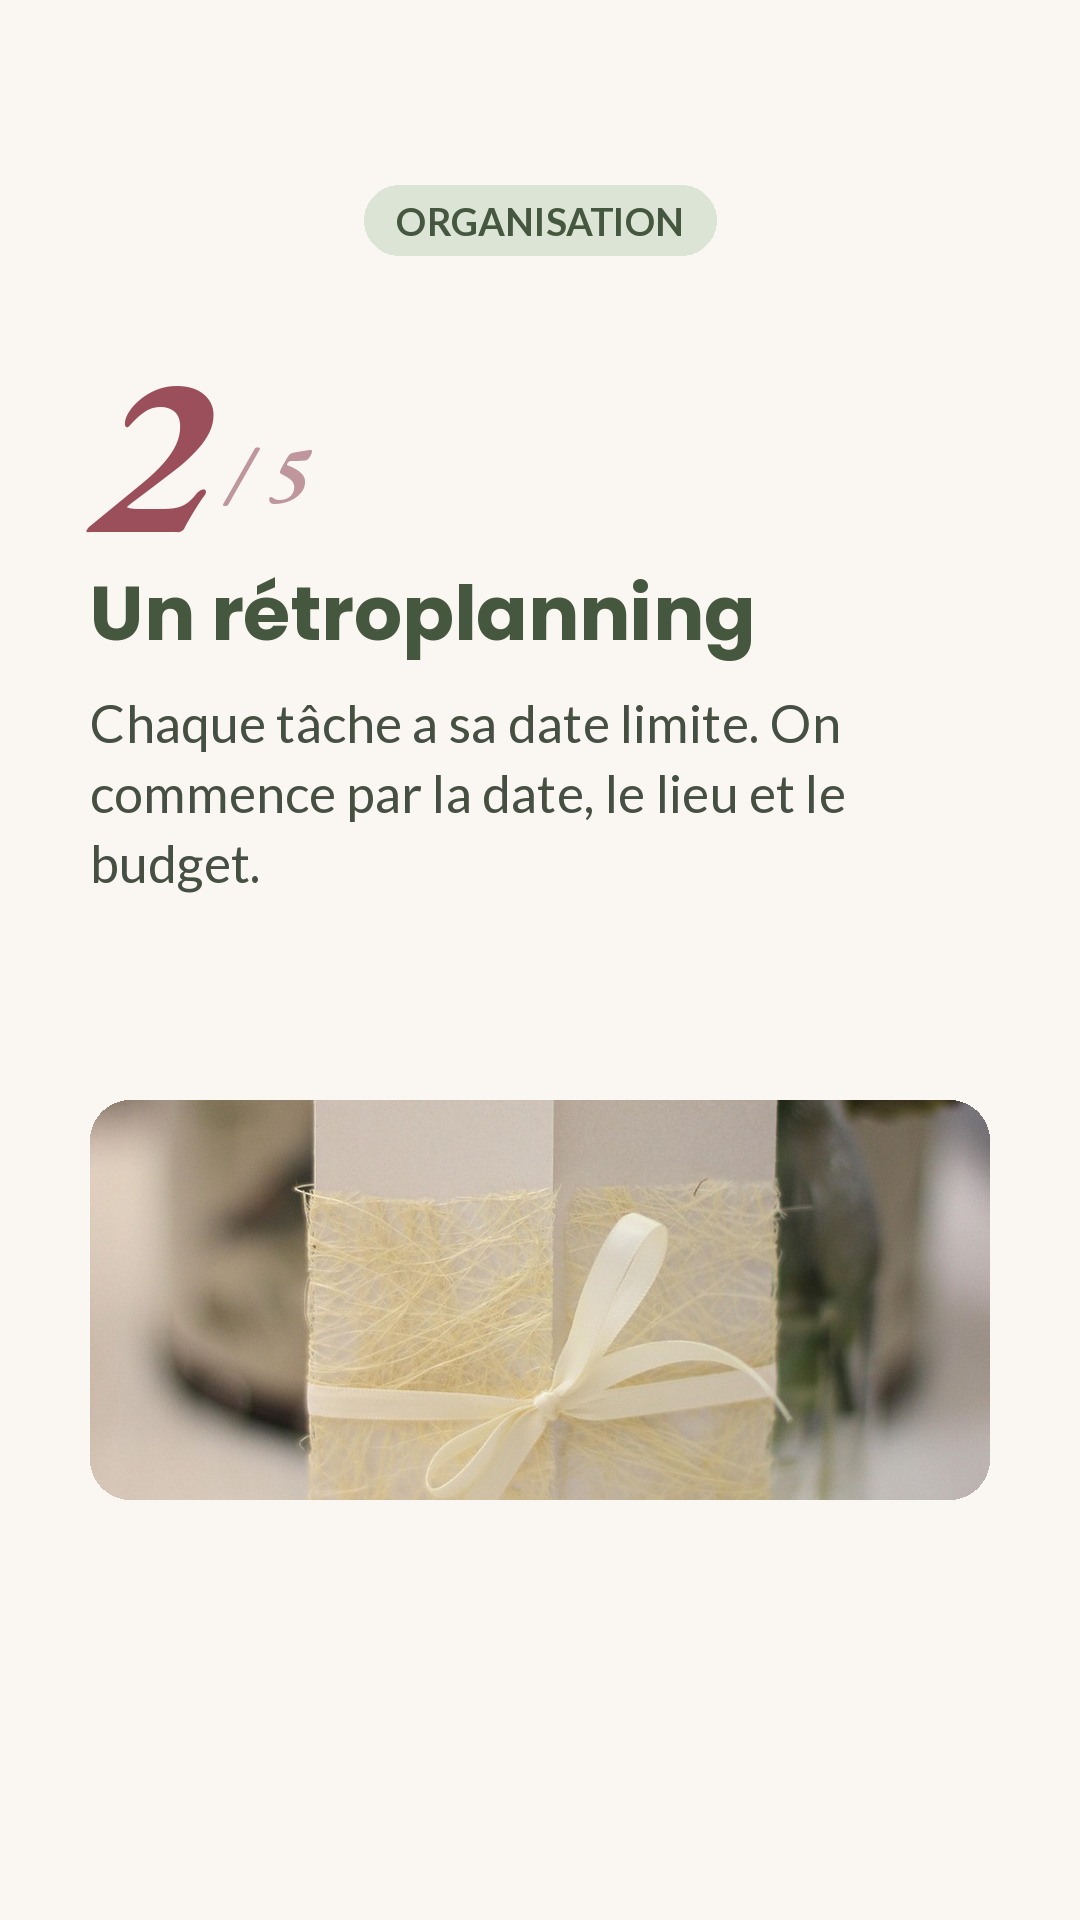 ORGANISATION
2 / 5
Un rétroplanning
Chaque tâche a sa date limite. On
commence par la date, le lieu et le
budget.